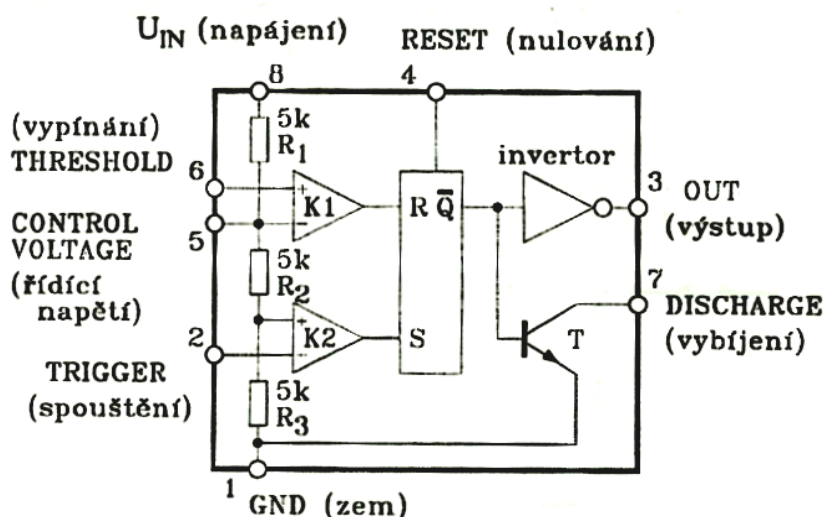 U_IN (napájení)
RESET (nulování)
8
4
(vypínání)
THRESHOLD
6
5k
R1
+
K1
−
CONTROL
VOLTAGE
5
(řídící
napětí)
5k
R2
+
K2
−
2
TRIGGER
(spouštění)
5k
R3
R Q̅
S
invertor
3
OUT
(výstup)
7
DISCHARGE
(vybíjení)
T
1
GND (zem)